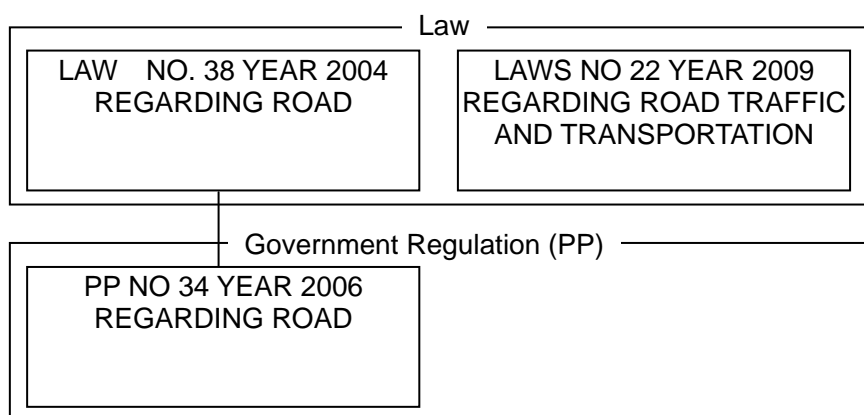 Law
LAW NO. 38 YEAR 2004
REGARDING ROAD
LAWS NO 22 YEAR 2009
REGARDING ROAD TRAFFIC
AND TRANSPORTATION
Government Regulation (PP)
PP NO 34 YEAR 2006
REGARDING ROAD